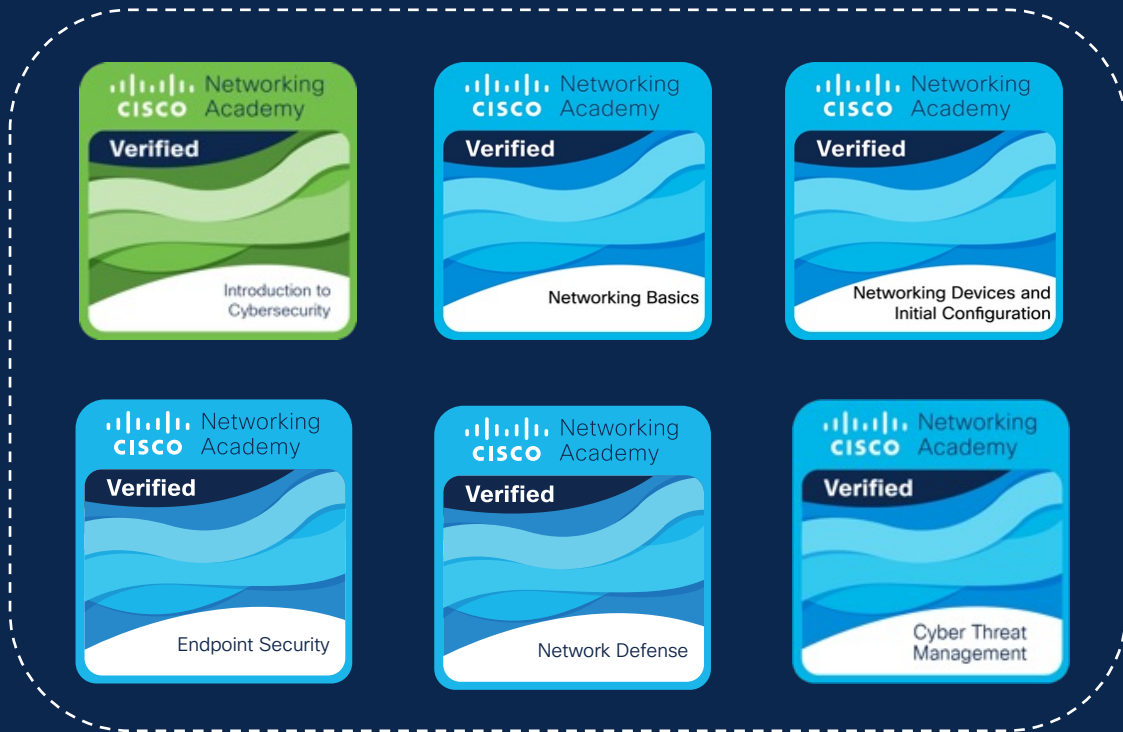 CISCO Networking Academy
Verified
Introduction to
Cybersecurity
CISCO Networking Academy
Verified
Networking Basics
CISCO Networking Academy
Verified
Networking Devices and
Initial Configuration
CISCO Networking Academy
Verified
Endpoint Security
CISCO Networking Academy
Verified
Network Defense
CISCO Networking Academy
Verified
Cyber Threat
Management